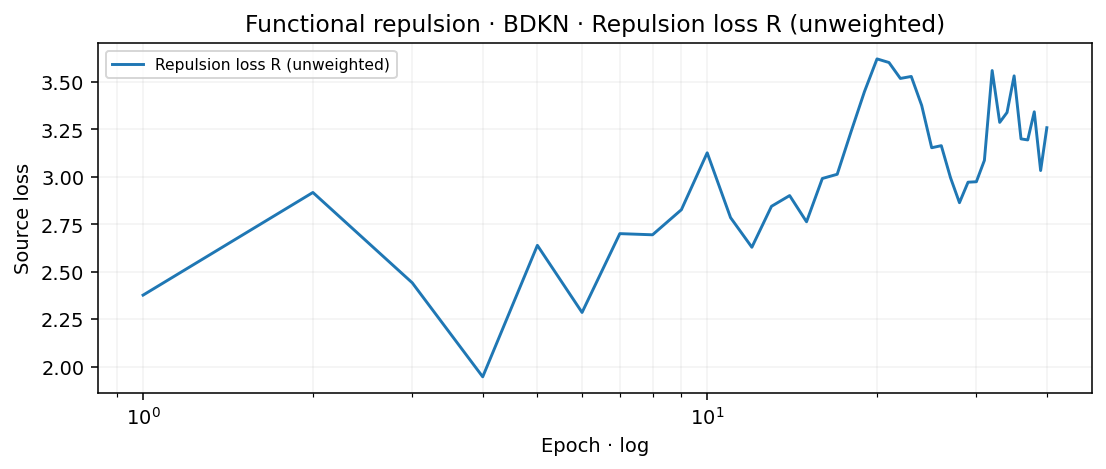 Functional repulsion · BDKN · Repulsion loss R (unweighted)
Repulsion loss R (unweighted)
Source loss
3.50
3.25
3.00
2.75
2.50
2.25
2.00
10⁰
10¹
Epoch · log